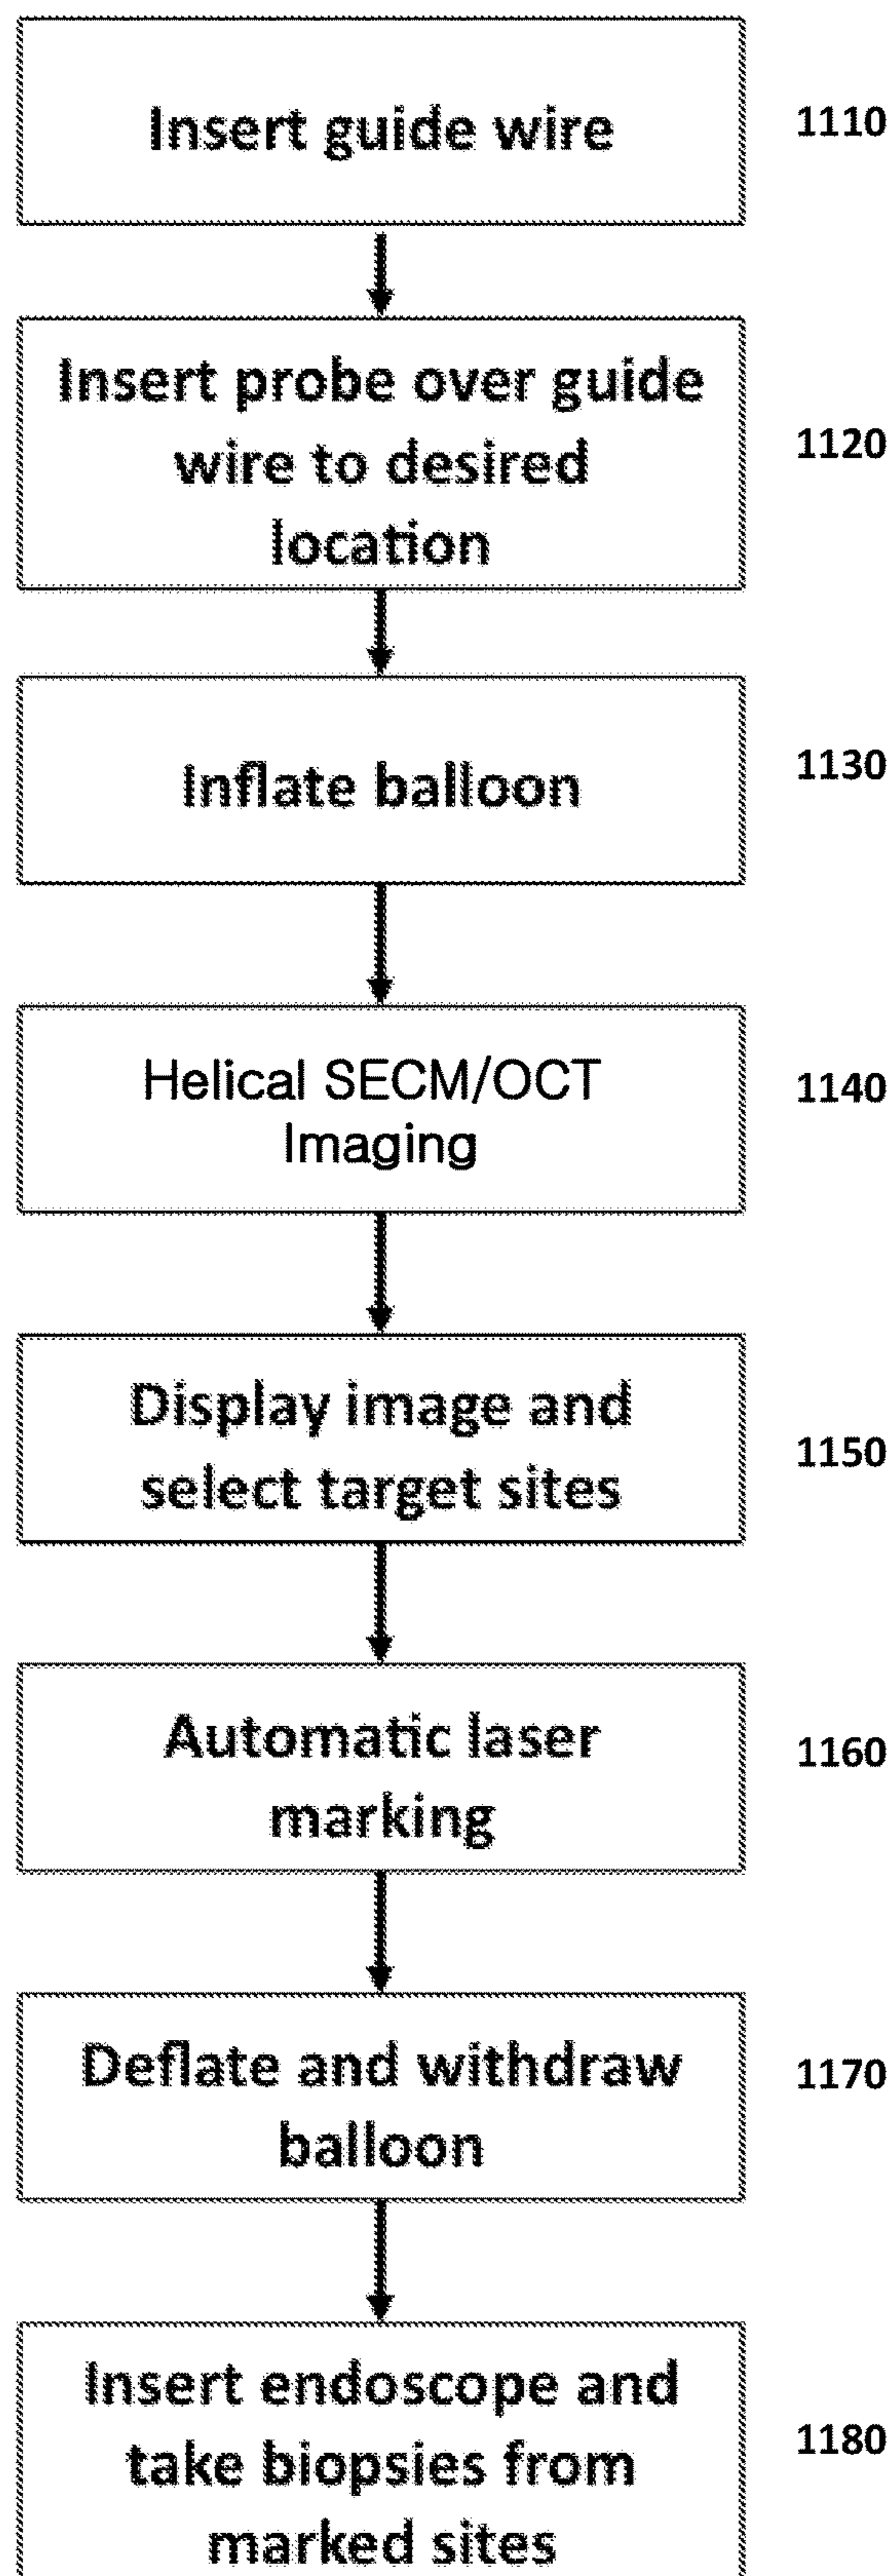 Insert guide wire
1110
Insert probe over guide
wire to desired
location
1120
Inflate balloon
1130
Helical SECM/OCT
Imaging
1140
Display image and
select target sites
1150
Automatic laser
marking
1160
Deflate and withdraw
balloon
1170
Insert endoscope and
take biopsies from
marked sites
1180